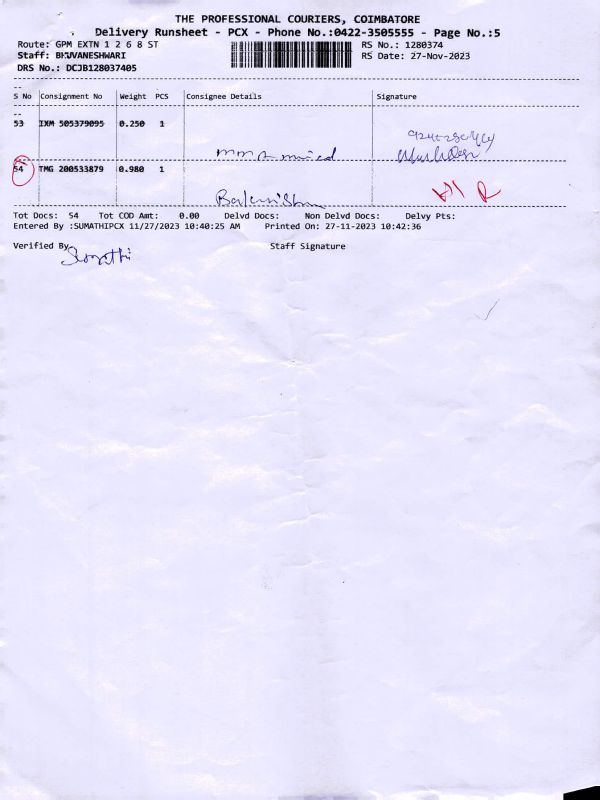 THE PROFESSIONAL COURIERS, COIMBATORE
Delivery Runsheet - PCX - Phone No.:0422-3505555 - Page No.:5
Route: GPM EXTN 1 2 6 8 ST
RS No.: 1280374
Staff: BHUVANESHWARI
RS Date: 27-Nov-2023
DRS No.: DCJB128037405
S No Consignment No Weight PCS Consignee Details Signature
53 IXM 505379095 0.250 1
54 TMG 200533879 0.980 1
Tot Docs: 54 Tot COD Amt: 0.00 Delvd Docs: Non Delvd Docs: Delvy Pts:
Entered By :SUMATHIPCX 11/27/2023 10:40:25 AM Printed On: 27-11-2023 10:42:36
Verified By Staff Signature
Sumathi